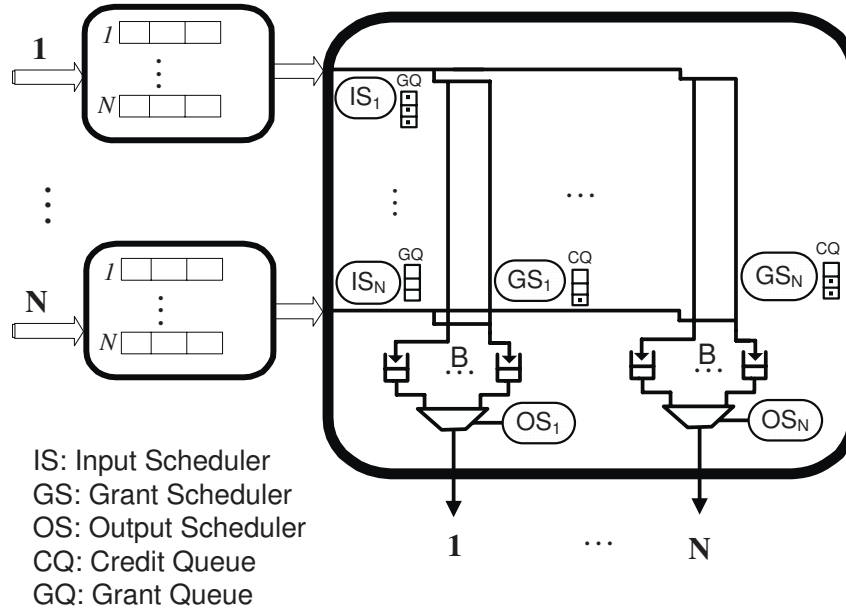 1
1
⋮
N
GQ
IS1
⋮
N
1
⋮
N
⋮
...
GQ
ISN
CQ
GS1
CQ
GSN
B
...
B
...
OS1
OSN
IS: Input Scheduler
GS: Grant Scheduler
OS: Output Scheduler
CQ: Credit Queue
GQ: Grant Queue
1
...
N